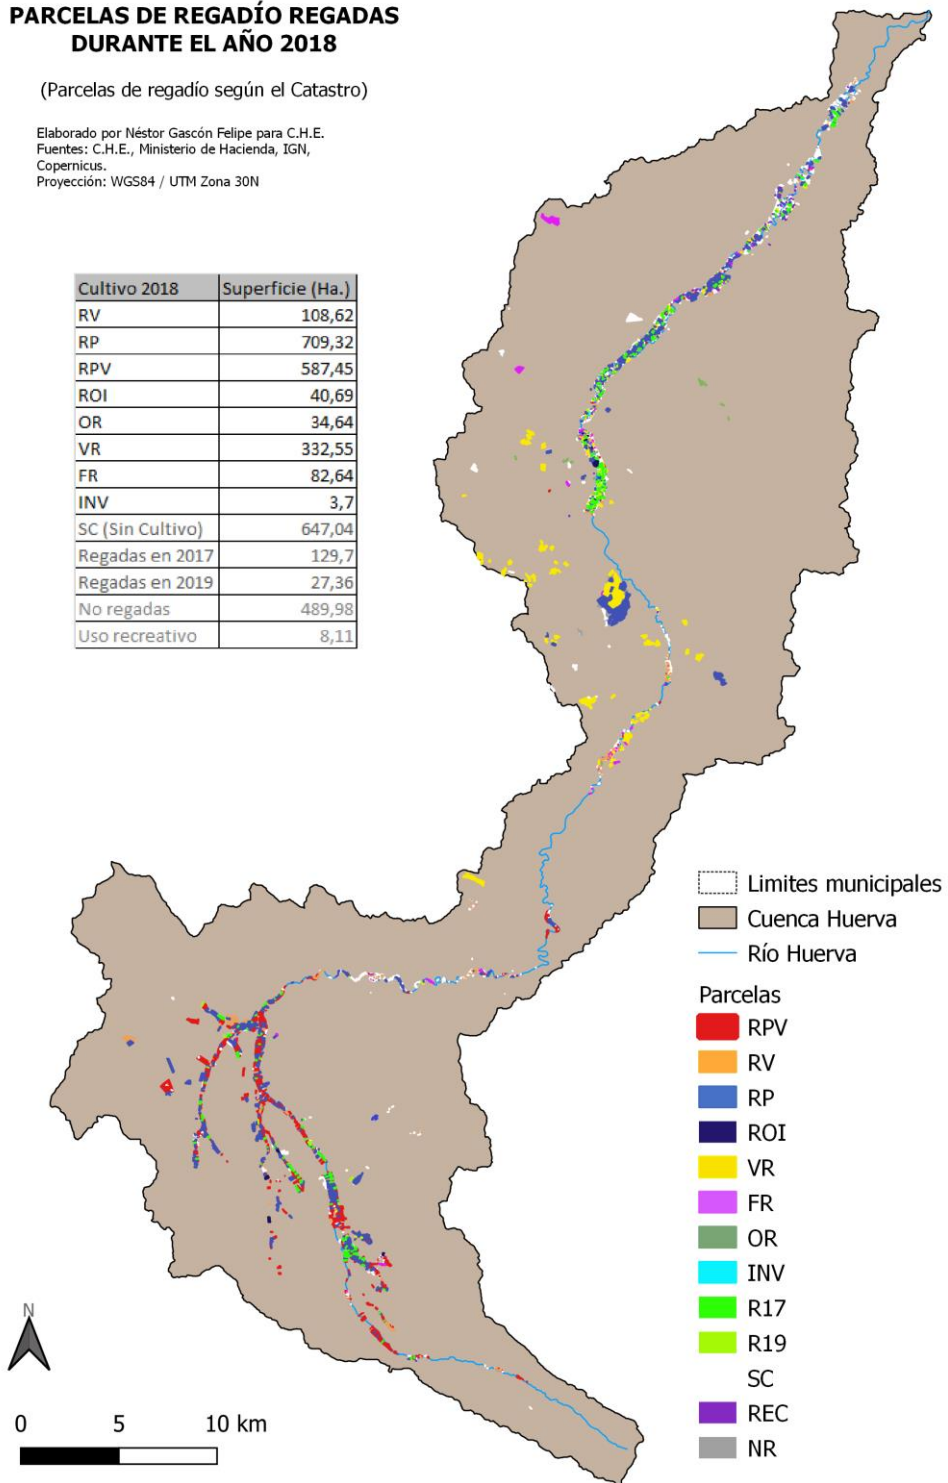 PARCELAS DE REGADÍO REGADAS
DURANTE EL AÑO 2018
(Parcelas de regadío según el Catastro)
Elaborado por Néstor Gascón Felipe para C.H.E.
Fuentes: C.H.E., Ministerio de Hacienda, IGN,
Copernicus.
Proyección: WGS84 / UTM Zona 30N
Cultivo 2018 Superficie (Ha.)
RV 108,62
RP 709,32
RPV 587,45
ROI 40,69
OR 34,64
VR 332,55
FR 82,64
INV 3,7
SC (Sin Cultivo) 647,04
Regadas en 2017 129,7
Regadas en 2019 27,36
No regadas 489,98
Uso recreativo 8,11
Limites municipales
Cuenca Huerva
Río Huerva
Parcelas
RPV
RV
RP
ROI
VR
FR
OR
INV
R17
R19
SC
REC
NR
N
0 5 10 km